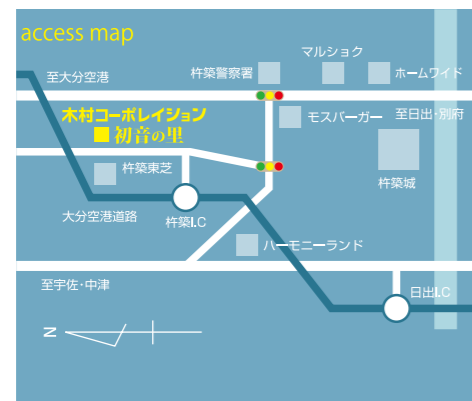 access map
マルショク
至大分空港
杵築警察署
ホームワイド
木村コーポレイション
初音の里
モスバーガー
至日出・別府
杵築東芝
杵築城
大分空港道路
杵築I.C
ハーモニーランド
至宇佐・中津
日出I.C
N